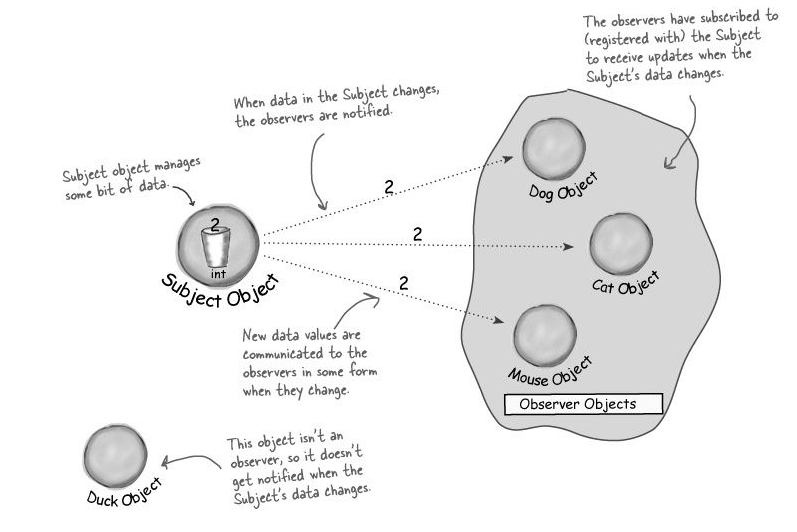 The observers have subscribed to
(registered with) the Subject
to receive updates when the
Subject's data changes.
When data in the Subject changes,
the observers are notified.
Subject object manages
some bit of data.
2
int
Subject Object
2
2
2
Dog Object
Cat Object
Mouse Object
Observer Objects
New data values are
communicated to the
observers in some form
when they change.
This object isn't an
observer, so it doesn't
get notified when the
Subject's data changes.
Duck Object